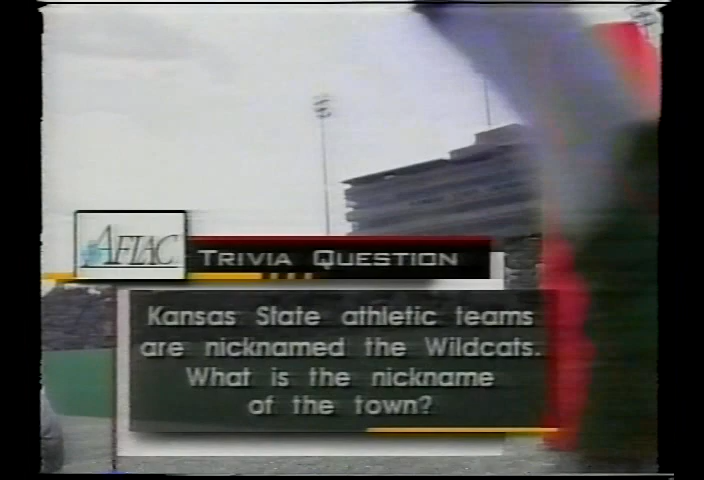 AFLAC
TRIVIA QUESTION
Kansas State athletic teams
are nicknamed the Wildcats.
What is the nickname
of the town?